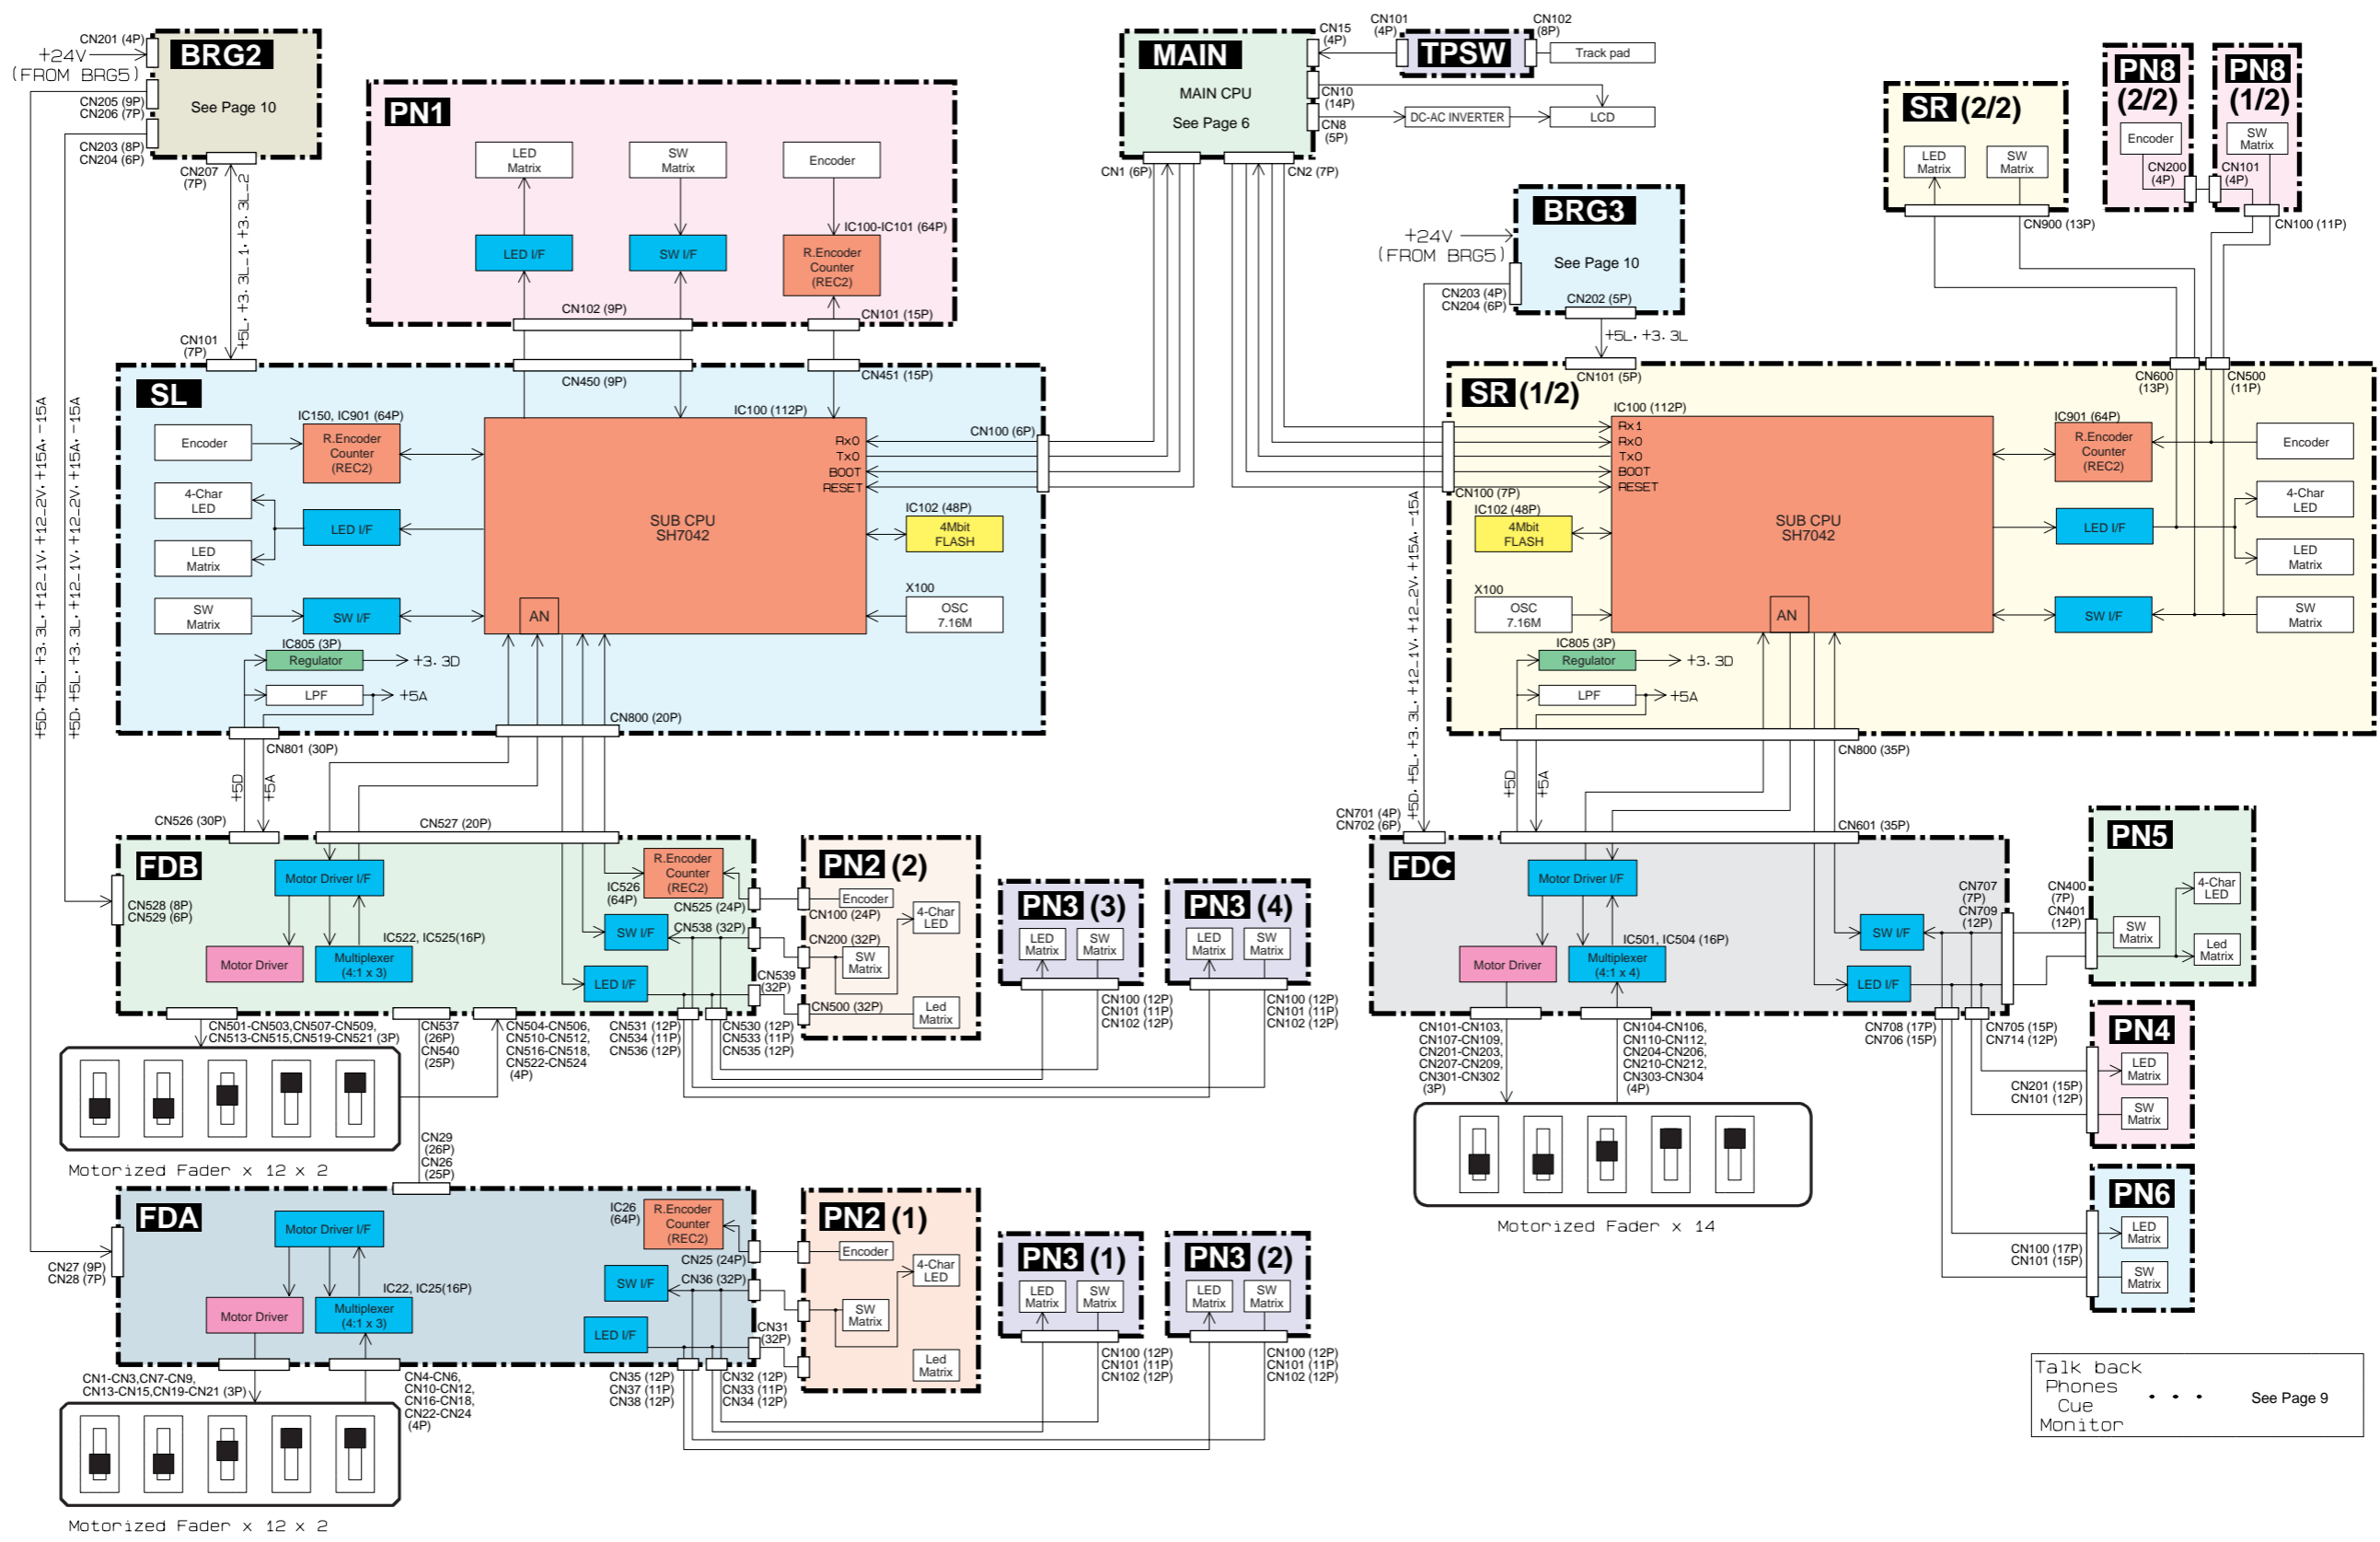 CN201 (4P)
+24V
(FROM BRG5)
BRG2
See Page 10
CN205 (9P)
CN206 (7P)
CN203 (8P)
CN204 (6P)
CN207
(7P)
+5L, +3.3L_1, +3.3L_2
+5D, +5L, +3.3L, +12_1V, +12_2V, +15A, -15A
+5D, +5L, +3.3L, +12_1V, +12_2V, +15A, -15A
PN1
LED
Matrix
SW
Matrix
Encoder
IC100-IC101 (64P)
LED I/F
SW I/F
R.Encoder
Counter
(REC2)
CN102 (9P)
CN101 (15P)
MAIN
MAIN CPU
See Page 6
CN15
(4P)
CN101
(4P)
TPSW
CN102
(8P)
Track pad
CN10
(14P)
CN8
(5P)
DC-AC INVERTER
LCD
CN1 (6P)
CN2 (7P)
BRG3
+24V
(FROM BRG5)
See Page 10
CN203 (4P)
CN204 (6P)
CN202 (5P)
+5L, +3.3L
SR (2/2)
LED
Matrix
SW
Matrix
CN900 (13P)
PN8
(2/2)
Encoder
CN200
(4P)
PN8
(1/2)
SW
Matrix
CN101
(4P)
CN100 (11P)
CN101
(7P)
CN450 (9P)
CN451 (15P)
SL
Encoder
IC150, IC901 (64P)
R.Encoder
Counter
(REC2)
4-Char
LED
LED I/F
LED
Matrix
SW
Matrix
SW I/F
IC100 (112P)
SUB CPU
SH7042
AN
Rx0
Tx0
BOOT
RESET
CN100 (6P)
IC102 (48P)
4Mbit
FLASH
X100
OSC
7.16M
IC805 (3P)
Regulator
+3.3D
LPF
+5A
CN801 (30P)
CN800 (20P)
+5D
+5A
SR (1/2)
CN101 (5P)
CN600
(13P)
CN500
(11P)
IC100 (112P)
Rx1
Rx0
Tx0
BOOT
RESET
CN100 (7P)
IC102 (48P)
4Mbit
FLASH
X100
OSC
7.16M
SUB CPU
SH7042
AN
IC901 (64P)
R.Encoder
Counter
(REC2)
Encoder
4-Char
LED
LED I/F
LED
Matrix
SW I/F
SW
Matrix
IC805 (3P)
Regulator
+3.3D
LPF
+5A
CN800 (35P)
+5D, +5L, +3.3L, +12_1V, +12_2V, +15A, -15A
+5D
+5A
CN526 (30P)
CN527 (20P)
FDB
CN528 (8P)
CN529 (6P)
Motor Driver I/F
Motor Driver
IC522, IC525(16P)
Multiplexer
(4:1 x 3)
R.Encoder
Counter
(REC2)
IC526
(64P)
CN525 (24P)
CN538 (32P)
SW I/F
LED I/F
CN539
(32P)
CN501-CN503,CN507-CN509,
CN513-CN515,CN519-CN521 (3P)
CN537
(26P)
CN540
(25P)
CN504-CN506,
CN510-CN512,
CN516-CN518,
CN522-CN524
(4P)
CN531 (12P)
CN534 (11P)
CN536 (12P)
CN530 (12P)
CN533 (11P)
CN535 (12P)
PN2 (2)
Encoder
CN100 (24P)
4-Char
LED
CN200 (32P)
SW
Matrix
CN500 (32P)
Led
Matrix
PN3 (3)
LED
Matrix
SW
Matrix
CN100 (12P)
CN101 (11P)
CN102 (12P)
PN3 (4)
LED
Matrix
SW
Matrix
CN100 (12P)
CN101 (11P)
CN102 (12P)
Motorized Fader x 12 x 2
CN29
(26P)
CN26
(25P)
FDA
CN27 (9P)
CN28 (7P)
Motor Driver I/F
Motor Driver
IC22, IC25(16P)
Multiplexer
(4:1 x 3)
IC26
(64P)
R.Encoder
Counter
(REC2)
CN25 (24P)
SW I/F
CN36 (32P)
LED I/F
CN31
(32P)
CN1-CN3,CN7-CN9,
CN13-CN15,CN19-CN21 (3P)
CN4-CN6,
CN10-CN12,
CN16-CN18,
CN22-CN24
(4P)
CN35 (12P)
CN37 (11P)
CN38 (12P)
CN32 (12P)
CN33 (11P)
CN34 (12P)
PN2 (1)
Encoder
4-Char
LED
SW
Matrix
Led
Matrix
PN3 (1)
LED
Matrix
SW
Matrix
CN100 (12P)
CN101 (11P)
CN102 (12P)
PN3 (2)
LED
Matrix
SW
Matrix
CN100 (12P)
CN101 (11P)
CN102 (12P)
Motorized Fader x 12 x 2
CN701 (4P)
CN702 (6P)
CN601 (35P)
FDC
Motor Driver I/F
Motor Driver
IC501, IC504 (16P)
Multiplexer
(4:1 x 4)
SW I/F
LED I/F
CN707
(7P)
CN709
(12P)
CN400
(7P)
CN401
(12P)
CN101-CN103,
CN107-CN109,
CN201-CN203,
CN207-CN209,
CN301-CN302
(3P)
CN104-CN106,
CN110-CN112,
CN204-CN206,
CN210-CN212,
CN303-CN304
(4P)
CN708 (17P)
CN706 (15P)
CN705 (15P)
CN714 (12P)
Motorized Fader x 14
PN5
4-Char
LED
SW
Matrix
Led
Matrix
PN4
LED
Matrix
CN201 (15P)
CN101 (12P)
SW
Matrix
PN6
LED
Matrix
CN100 (17P)
CN101 (15P)
SW
Matrix
Talk back
Phones
Cue
Monitor
• • •
See Page 9